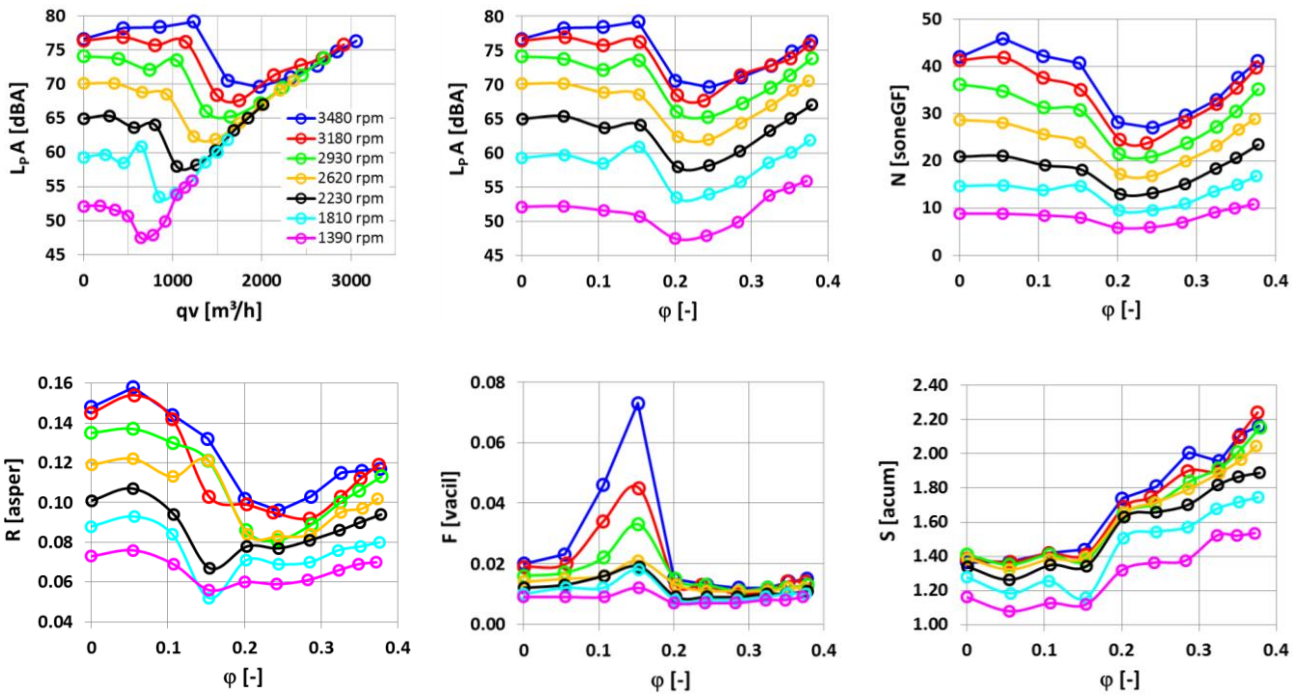 80
75
70
65
60
55
50
45
LₚA [dBA]
0 1000 2000 3000
qv [m³/h]
3480 rpm
3180 rpm
2930 rpm
2620 rpm
2230 rpm
1810 rpm
1390 rpm
80
75
70
65
60
55
50
45
LₚA [dBA]
0 0.1 0.2 0.3 0.4
φ [-]
50
40
30
20
10
0
N [soneGF]
0 0.1 0.2 0.3 0.4
φ [-]
0.16
0.14
0.12
0.10
0.08
0.06
0.04
R [asper]
0 0.1 0.2 0.3 0.4
φ [-]
0.08
0.06
0.04
0.02
0.00
F [vacil]
0 0.1 0.2 0.3 0.4
φ [-]
2.40
2.20
2.00
1.80
1.60
1.40
1.20
1.00
S [acum]
0 0.1 0.2 0.3 0.4
φ [-]